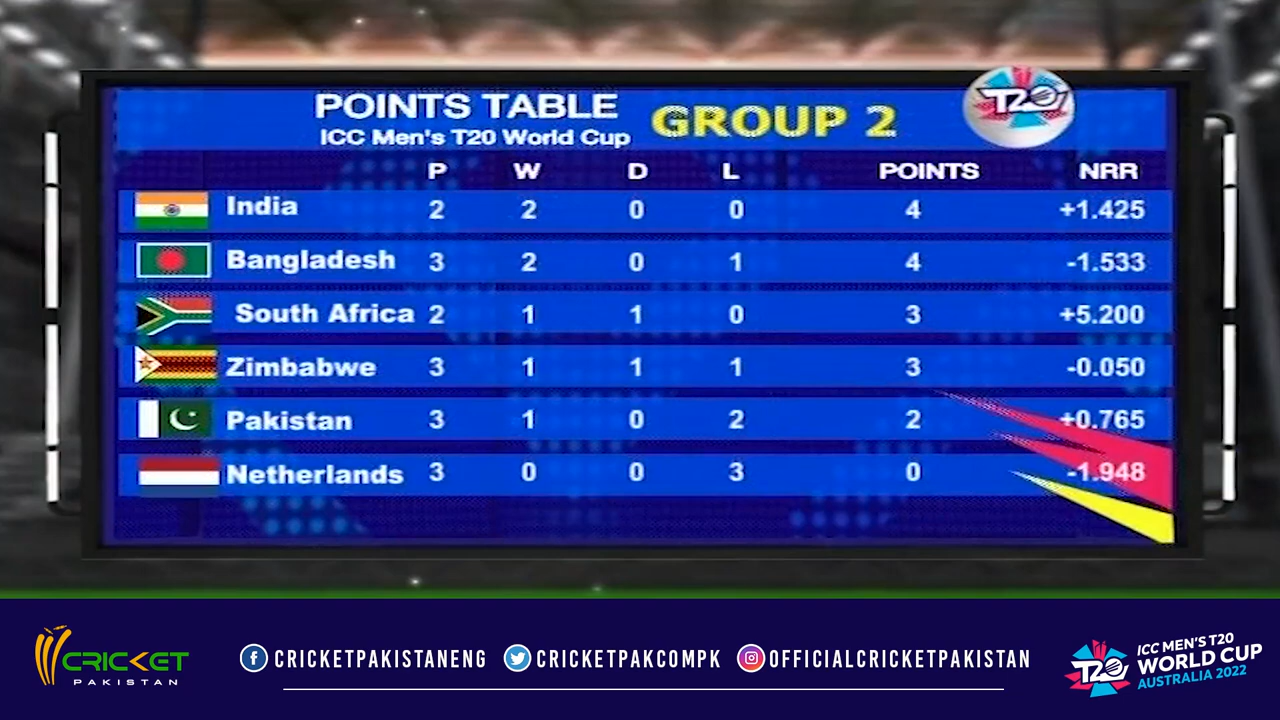 POINTS TABLE
ICC Men's T20 World Cup
GROUP 2
T20
P W D L POINTS NRR
India 2 2 0 0 4 +1.425
Bangladesh 3 2 0 1 4 -1.533
South Africa 2 1 1 0 3 +5.200
Zimbabwe 3 1 1 1 3 -0.050
Pakistan 3 1 0 2 2 +0.765
Netherlands 3 0 0 3 0 -1.948
CRICKET
PAKISTAN
CRICKETPAKISTANENG
CRICKETPAKCOMPK
OFFICIALCRICKETPAKISTAN
T20
ICC MEN'S T20
WORLD CUP
AUSTRALIA 2022